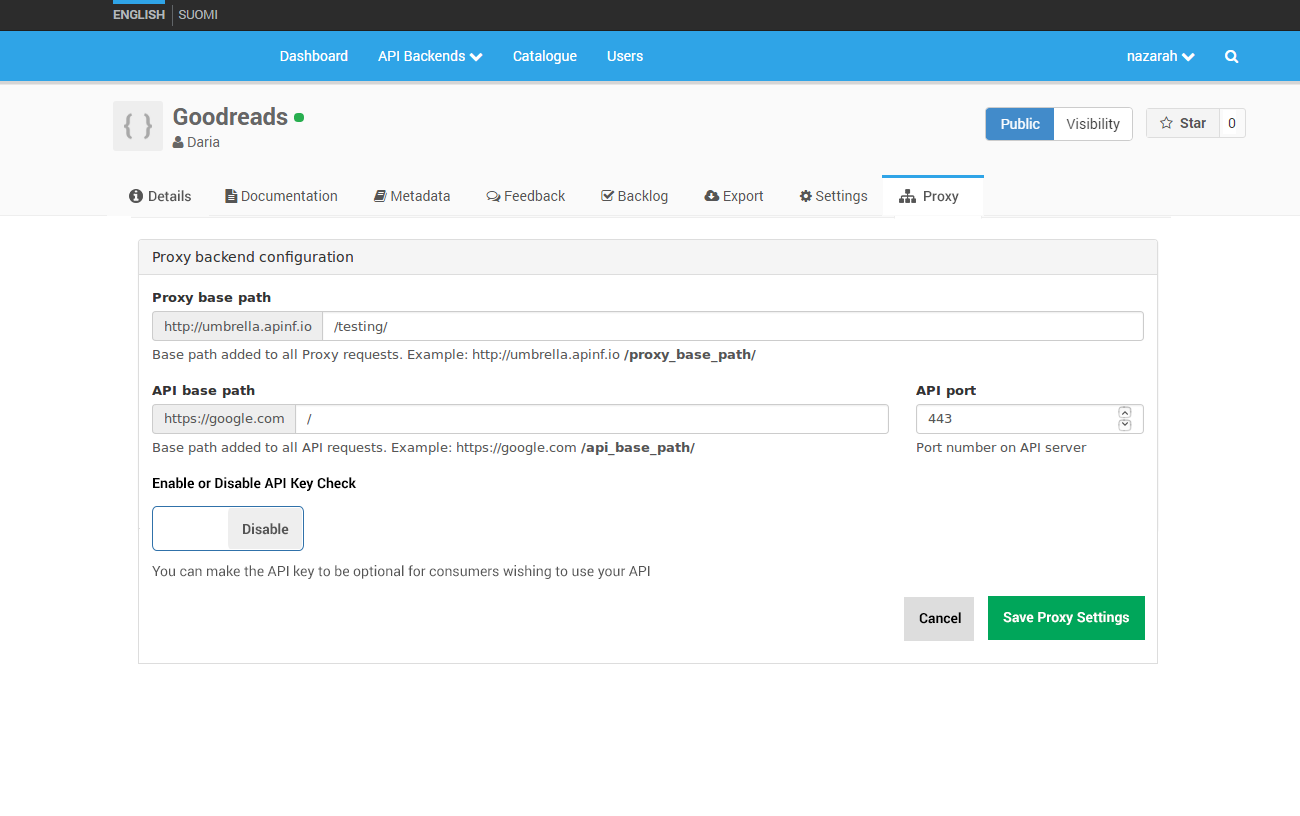 ENGLISH SUOMI
Dashboard API Backends Catalogue Users nazarah
{ } Goodreads
Daria
Public Visibility Star 0
Details Documentation Metadata Feedback Backlog Export Settings Proxy
Proxy backend configuration
Proxy base path
http://umbrella.apinf.io /testing/
Base path added to all Proxy requests. Example: http://umbrella.apinf.io /proxy_base_path/
API base path API port
https://google.com / 443
Base path added to all API requests. Example: https://google.com /api_base_path/ Port number on API server
Enable or Disable API Key Check
Disable
You can make the API key to be optional for consumers wishing to use your API
Cancel Save Proxy Settings